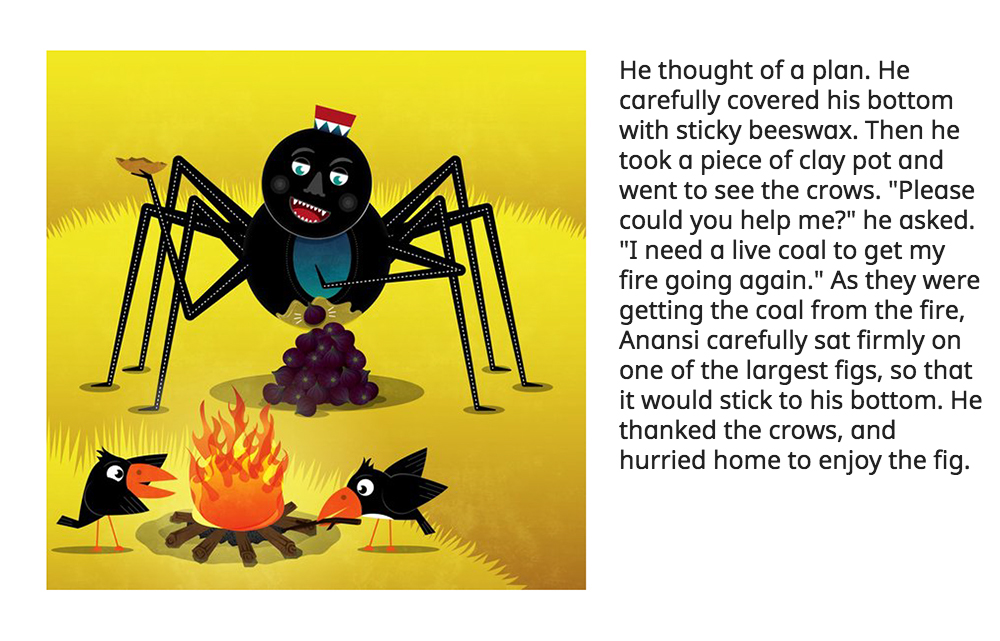 He thought of a plan. He
carefully covered his bottom
with sticky beeswax. Then he
took a piece of clay pot and
went to see the crows. "Please
could you help me?" he asked.
"I need a live coal to get my
fire going again." As they were
getting the coal from the fire,
Anansi carefully sat firmly on
one of the largest figs, so that
it would stick to his bottom. He
thanked the crows, and
hurried home to enjoy the fig.